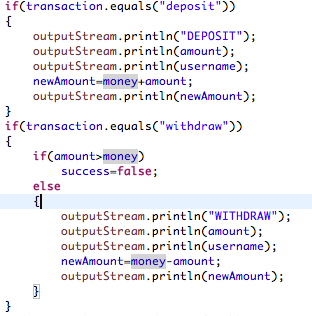 if(transaction.equals("deposit"))
{
    outputStream.println("DEPOSIT");
    outputStream.println(amount);
    outputStream.println(username);
    newAmount=money+amount;
    outputStream.println(newAmount);
}
if(transaction.equals("withdraw"))
{
    if(amount>money)
        success=false;
    else
    {
        outputStream.println("WITHDRAW");
        outputStream.println(amount);
        outputStream.println(username);
        newAmount=money-amount;
        outputStream.println(newAmount);
    }
}